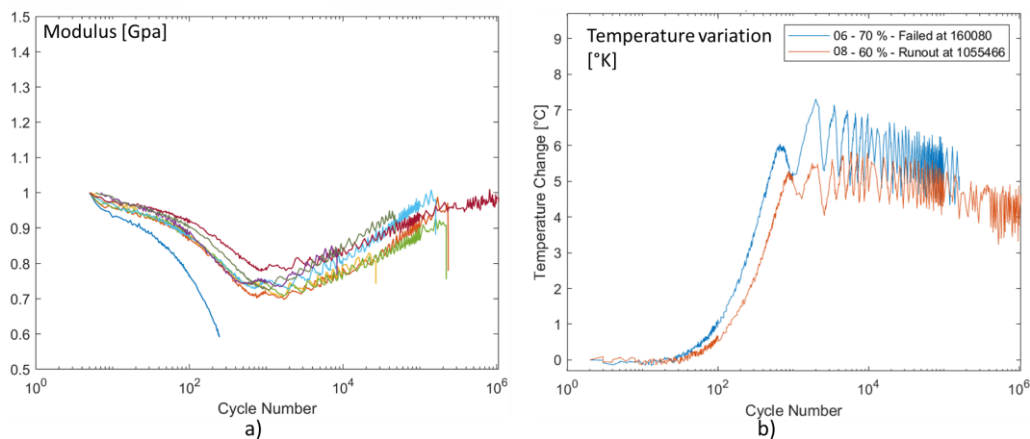 Modulus [Gpa]
1.5
1.4
1.3
1.2
1.1
1
0.9
0.8
0.7
0.6
0.5
10^0
10^2
10^4
10^6
Cycle Number
a)
Temperature variation
[°K]
06 - 70 % - Failed at 160080
08 - 60 % - Runout at 1055466
Temperature Change [°C]
9
8
7
6
5
4
3
2
1
0
10^0
10^2
10^4
10^6
Cycle Number
b)